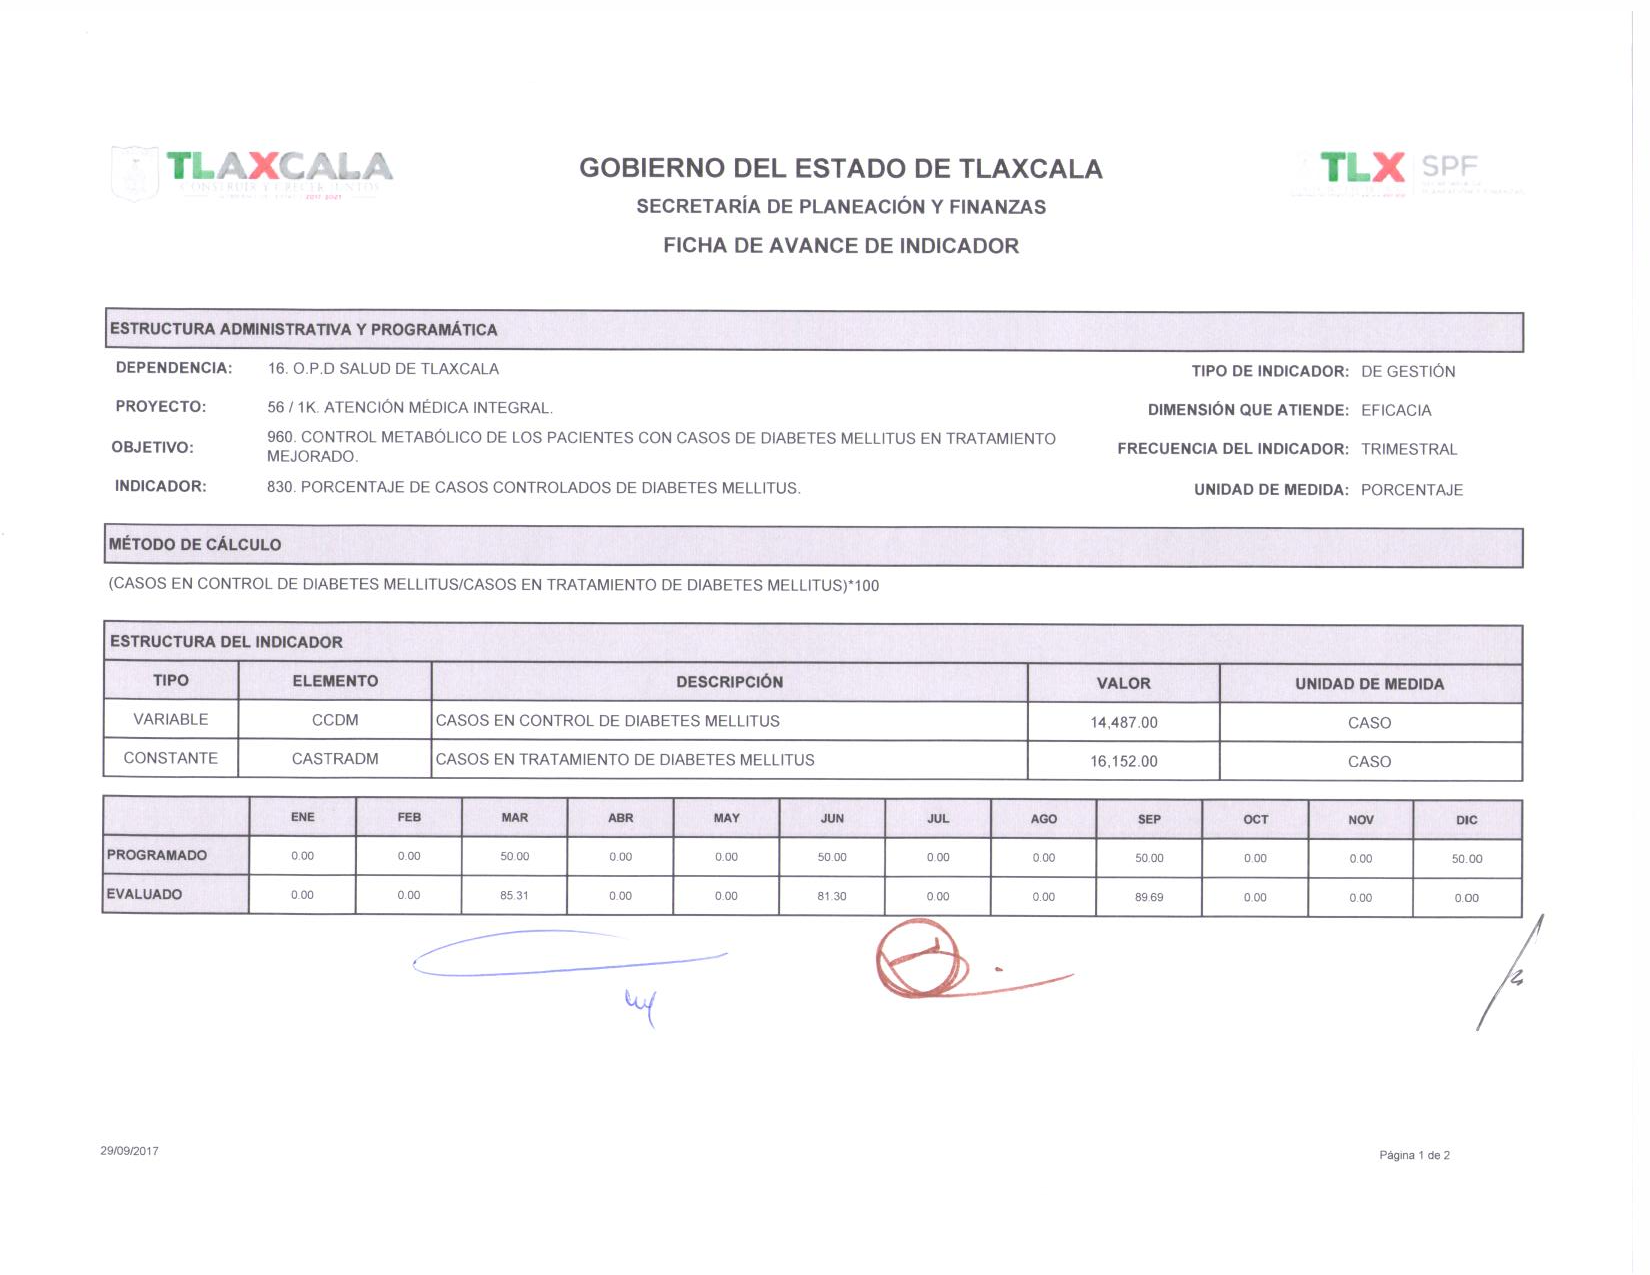 TLAXCALA
CONSTRUIR Y CRECER JUNTOS
2017-2021
GOBIERNO DEL ESTADO DE TLAXCALA
SECRETARÍA DE PLANEACIÓN Y FINANZAS
FICHA DE AVANCE DE INDICADOR
TLX SPF
ESTRUCTURA ADMINISTRATIVA Y PROGRAMÁTICA
DEPENDENCIA: 16. O.P.D SALUD DE TLAXCALA TIPO DE INDICADOR: DE GESTIÓN
PROYECTO: 56 / 1K. ATENCIÓN MÉDICA INTEGRAL. DIMENSIÓN QUE ATIENDE: EFICACIA
OBJETIVO: 960. CONTROL METABÓLICO DE LOS PACIENTES CON CASOS DE DIABETES MELLITUS EN TRATAMIENTO
MEJORADO. FRECUENCIA DEL INDICADOR: TRIMESTRAL
INDICADOR: 830. PORCENTAJE DE CASOS CONTROLADOS DE DIABETES MELLITUS. UNIDAD DE MEDIDA: PORCENTAJE
MÉTODO DE CÁLCULO
(CASOS EN CONTROL DE DIABETES MELLITUS/CASOS EN TRATAMIENTO DE DIABETES MELLITUS)*100
ESTRUCTURA DEL INDICADOR
TIPO ELEMENTO DESCRIPCIÓN VALOR UNIDAD DE MEDIDA
VARIABLE CCDM CASOS EN CONTROL DE DIABETES MELLITUS 14,487.00 CASO
CONSTANTE CASTRADM CASOS EN TRATAMIENTO DE DIABETES MELLITUS 16,152.00 CASO
ENE FEB MAR ABR MAY JUN JUL AGO SEP OCT NOV DIC
PROGRAMADO 0.00 0.00 50.00 0.00 0.00 50.00 0.00 0.00 50.00 0.00 0.00 50.00
EVALUADO 0.00 0.00 85.31 0.00 0.00 81.30 0.00 0.00 89.69 0.00 0.00 0.00
29/09/2017 Página 1 de 2